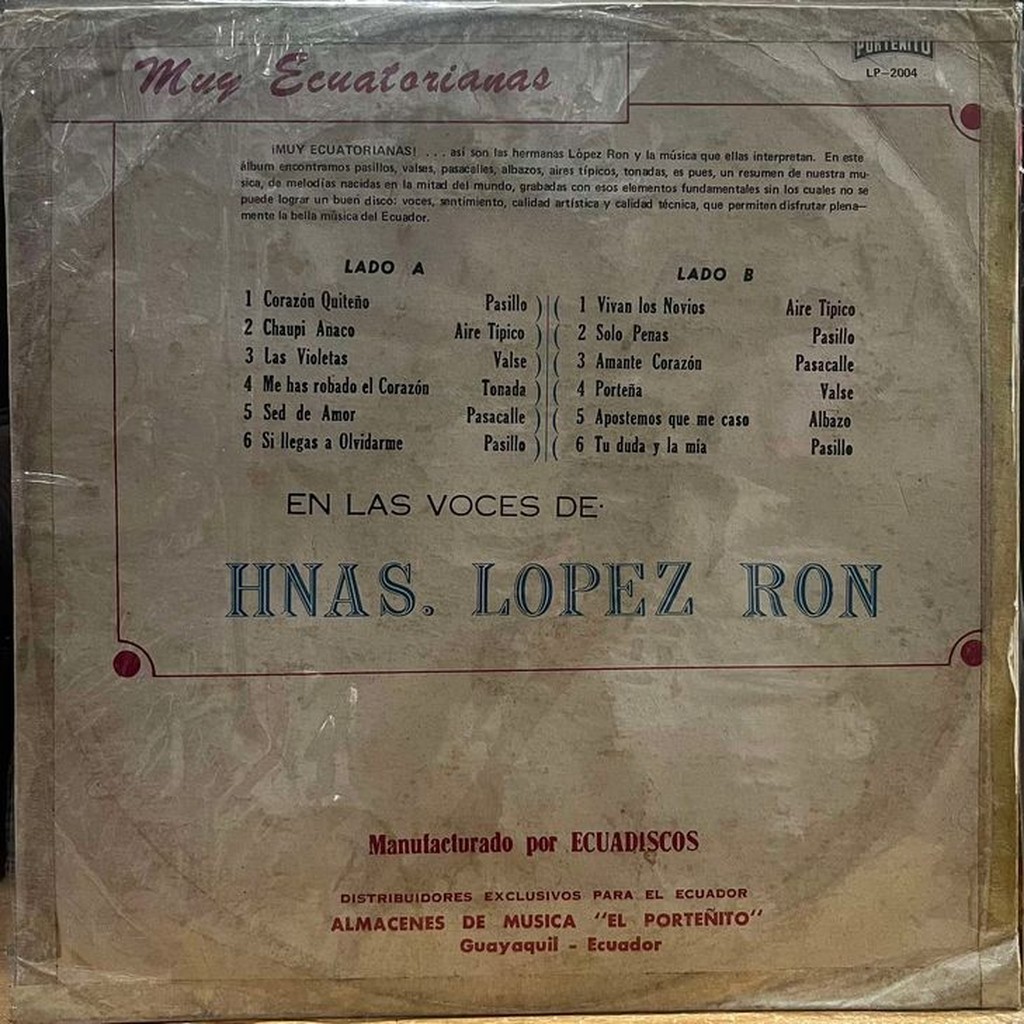 Muy Ecuatorianas
PORTEÑITO
LP-2004
¡MUY ECUATORIANAS! . . . así son las hermanas López Ron y la música que ellas interpretan. En este
álbum encontramos pasillos, valses, pasacalles, albazos, aires típicos, tonadas, es pues, un resumen de nuestra mu-
sica, de melodías nacidas en la mitad del mundo, grabadas con esos elementos fundamentales sin los cuales no se
puede lograr un buen disco: voces, sentimiento, calidad artística y calidad técnica, que permiten disfrutar plena-
mente la bella música del Ecuador.
LADO A
1 Corazón Quiteño Pasillo
2 Chaupi Anaco Aire Tipico
3 Las Violetas Valse
4 Me has robado el Corazón Tonada
5 Sed de Amor Pasacalle
6 Si llegas a Olvidarme Pasillo
LADO B
1 Vivan los Novios Aire Tipico
2 Solo Penas Pasillo
3 Amante Corazón Pasacalle
4 Porteña Valse
5 Apostemos que me caso Albazo
6 Tu duda y la mia Pasillo
EN LAS VOCES DE·
HNAS. LOPEZ RON
Manufacturado por ECUADISCOS
DISTRIBUIDORES EXCLUSIVOS PARA EL ECUADOR
ALMACENES DE MUSICA "EL PORTEÑITO"
Guayaquil - Ecuador